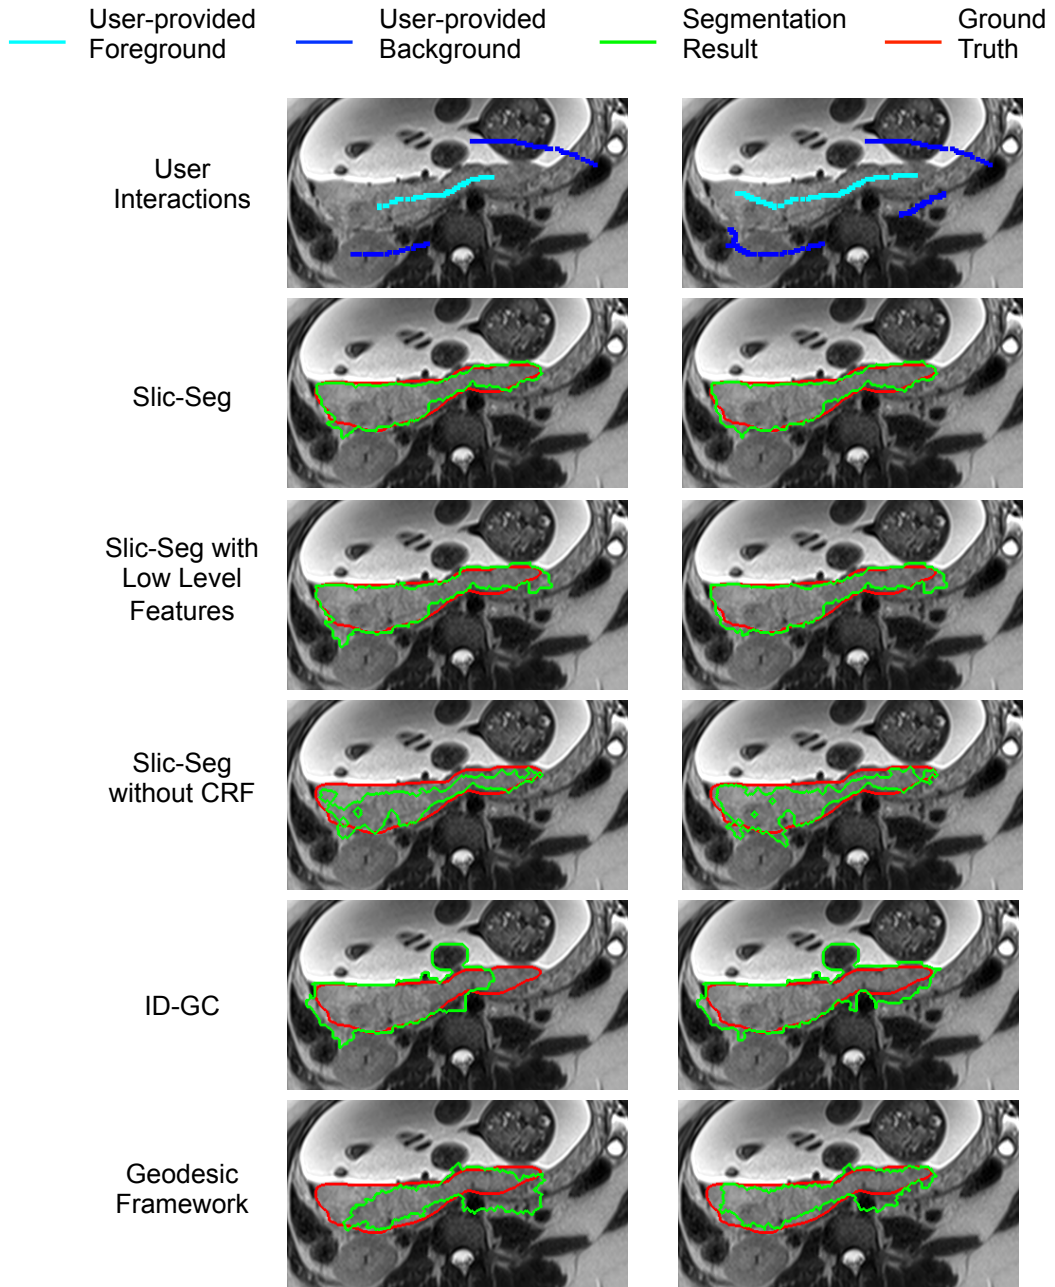 User-provided
Foreground
User-provided
Background
Segmentation
Result
Ground
Truth
User
Interactions
Slic-Seg
Slic-Seg with
Low Level
Features
Slic-Seg
without CRF
ID-GC
Geodesic
Framework